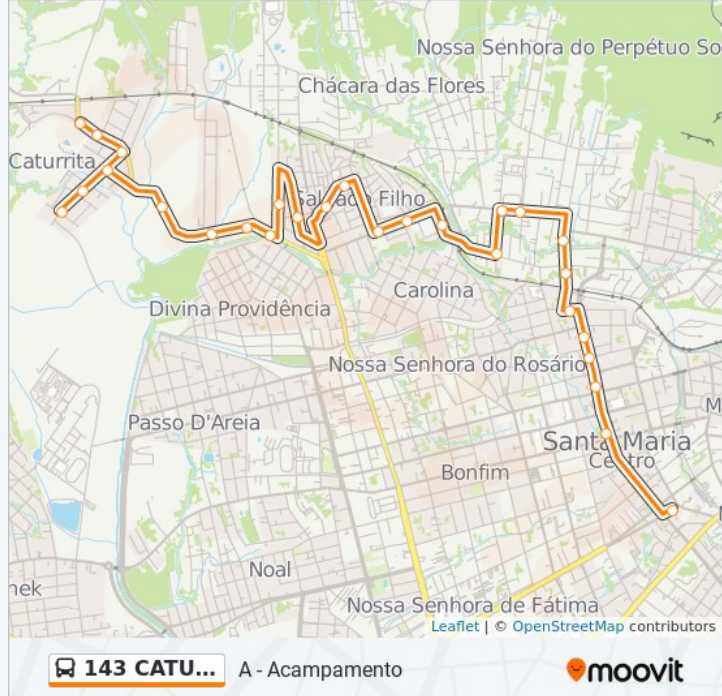 Nossa Senhora do Perpétuo So
Chácara das Flores
Caturrita
Salgado Filho
Carolina
Divina Providência
Nossa Senhora do Rosário
M
Passo D'Areia
Santa Maria
Centro
Bonfim
Noal
nek
Nossa Senhora de Fátima
Leaflet | © OpenStreetMap contributors
143 CATU... A - Acampamento
moovit